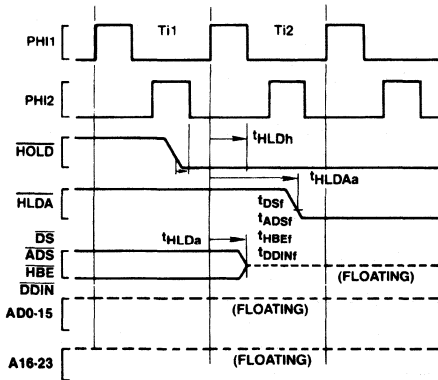 PHI1
Ti1
Ti2
PHI2
HOLD
tHLDh
tHLDAa
HLDA
tDSf
tADSf
tHBEf
tDDINf
tHLDa
DS
ADS
HBE
DDIN
(FLOATING)
AD0-15
(FLOATING)
A16-23
(FLOATING)